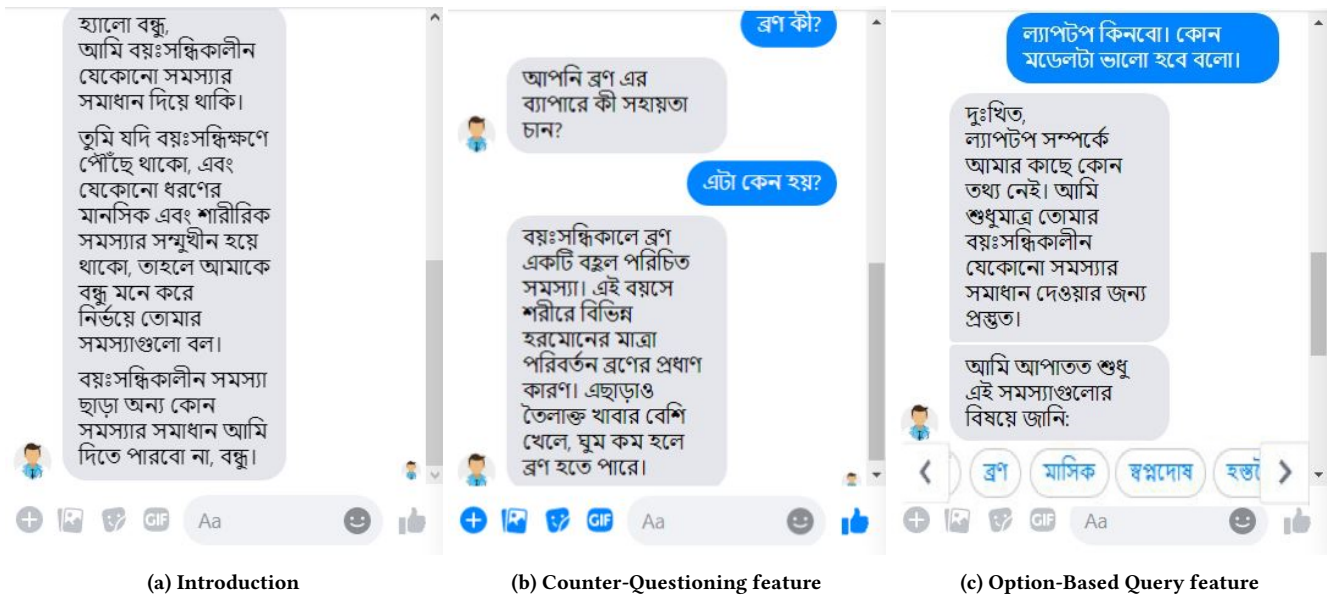 হ্যালো বন্ধু,
আমি বয়ঃসন্ধিকালীন
যেকোনো সমস্যার
সমাধান দিয়ে থাকি।
তুমি যদি বয়ঃসন্ধিক্ষণে
পৌঁছে থাকো, এবং
যেকোনো ধরণের
মানসিক এবং শারীরিক
সমস্যার সম্মুখীন হয়ে
থাকো, তাহলে আমাকে
বন্ধু মনে করে
নির্ভয়ে তোমার
সমস্যাগুলো বল।
বয়ঃসন্ধিকালীন সমস্যা
ছাড়া অন্য কোন
সমস্যার সমাধান আমি
দিতে পারবো না, বন্ধু।
GIF
Aa
(a) Introduction
ব্রণ কী?
আপনি ব্রণ এর
ব্যাপারে কী সহায়তা
চান?
এটা কেন হয়?
বয়ঃসন্ধিকালে ব্রণ
একটি বহুল পরিচিত
সমস্যা। এই বয়সে
শরীরে বিভিন্ন
হরমোনের মাত্রা
পরিবর্তন ব্রণের প্রধাণ
কারণ। এছাড়াও
তৈলাক্ত খাবার বেশি
খেলে, ঘুম কম হলে
ব্রণ হতে পারে।
GIF
Aa
(b) Counter-Questioning feature
ল্যাপটপ কিনবো। কোন
মডেলটা ভালো হবে বলো।
দুঃখিত,
ল্যাপটপ সম্পর্কে
আমার কাছে কোন
তথ্য নেই। আমি
শুধুমাত্র তোমার
বয়ঃসন্ধিকালীন
যেকোনো সমস্যার
সমাধান দেওয়ার জন্য
প্রস্তুত।
আমি আপাতত শুধু
এই সমস্যাগুলোর
বিষয়ে জানি:
ব্রণ মাসিক স্বপ্নদোষ
GIF
Aa
(c) Option-Based Query feature